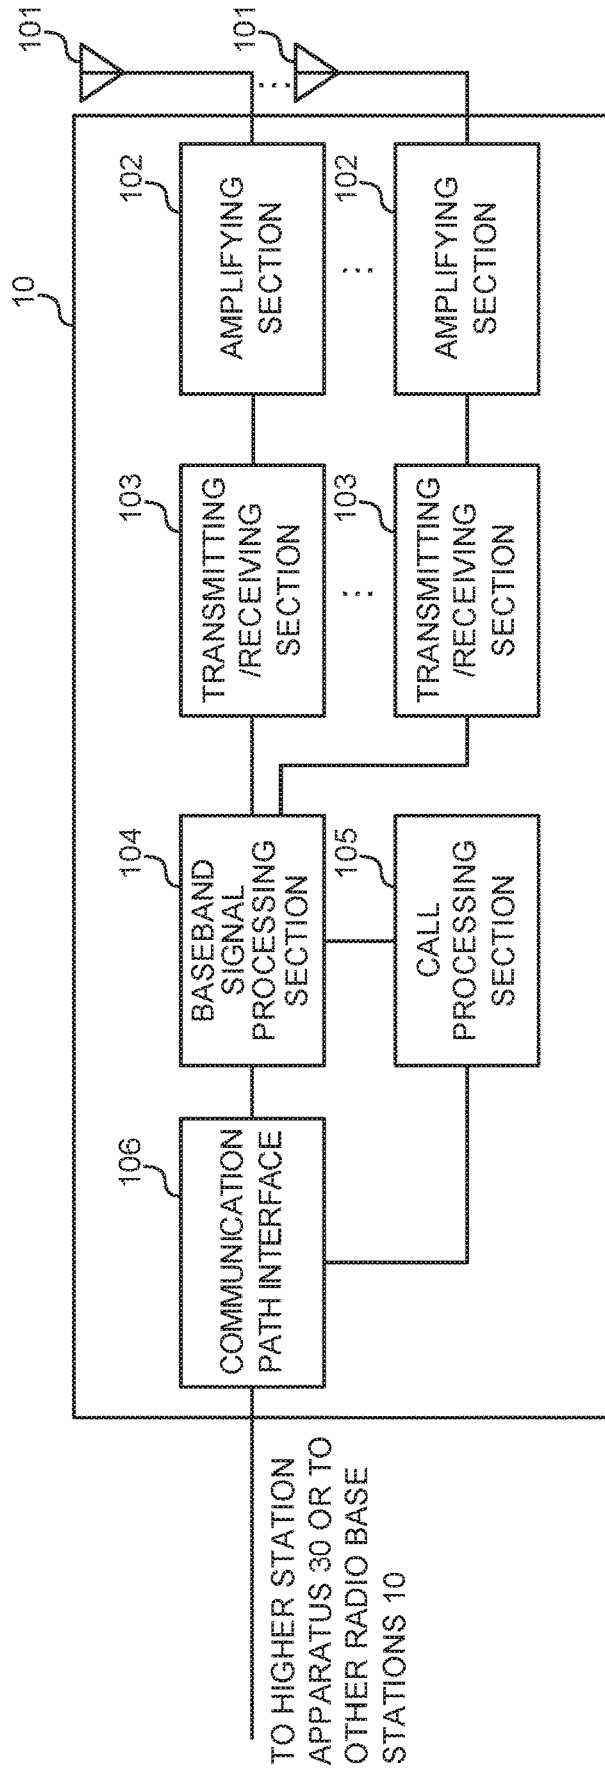 10
101
101
102
AMPLIFYING
SECTION
102
AMPLIFYING
SECTION
103
TRANSMITTING
/RECEIVING
SECTION
103
TRANSMITTING
/RECEIVING
SECTION
104
BASEBAND
SIGNAL
PROCESSING
SECTION
105
CALL
PROCESSING
SECTION
106
COMMUNICATION
PATH INTERFACE
TO HIGHER STATION
APPARATUS 30 OR TO
OTHER RADIO BASE
STATIONS 10